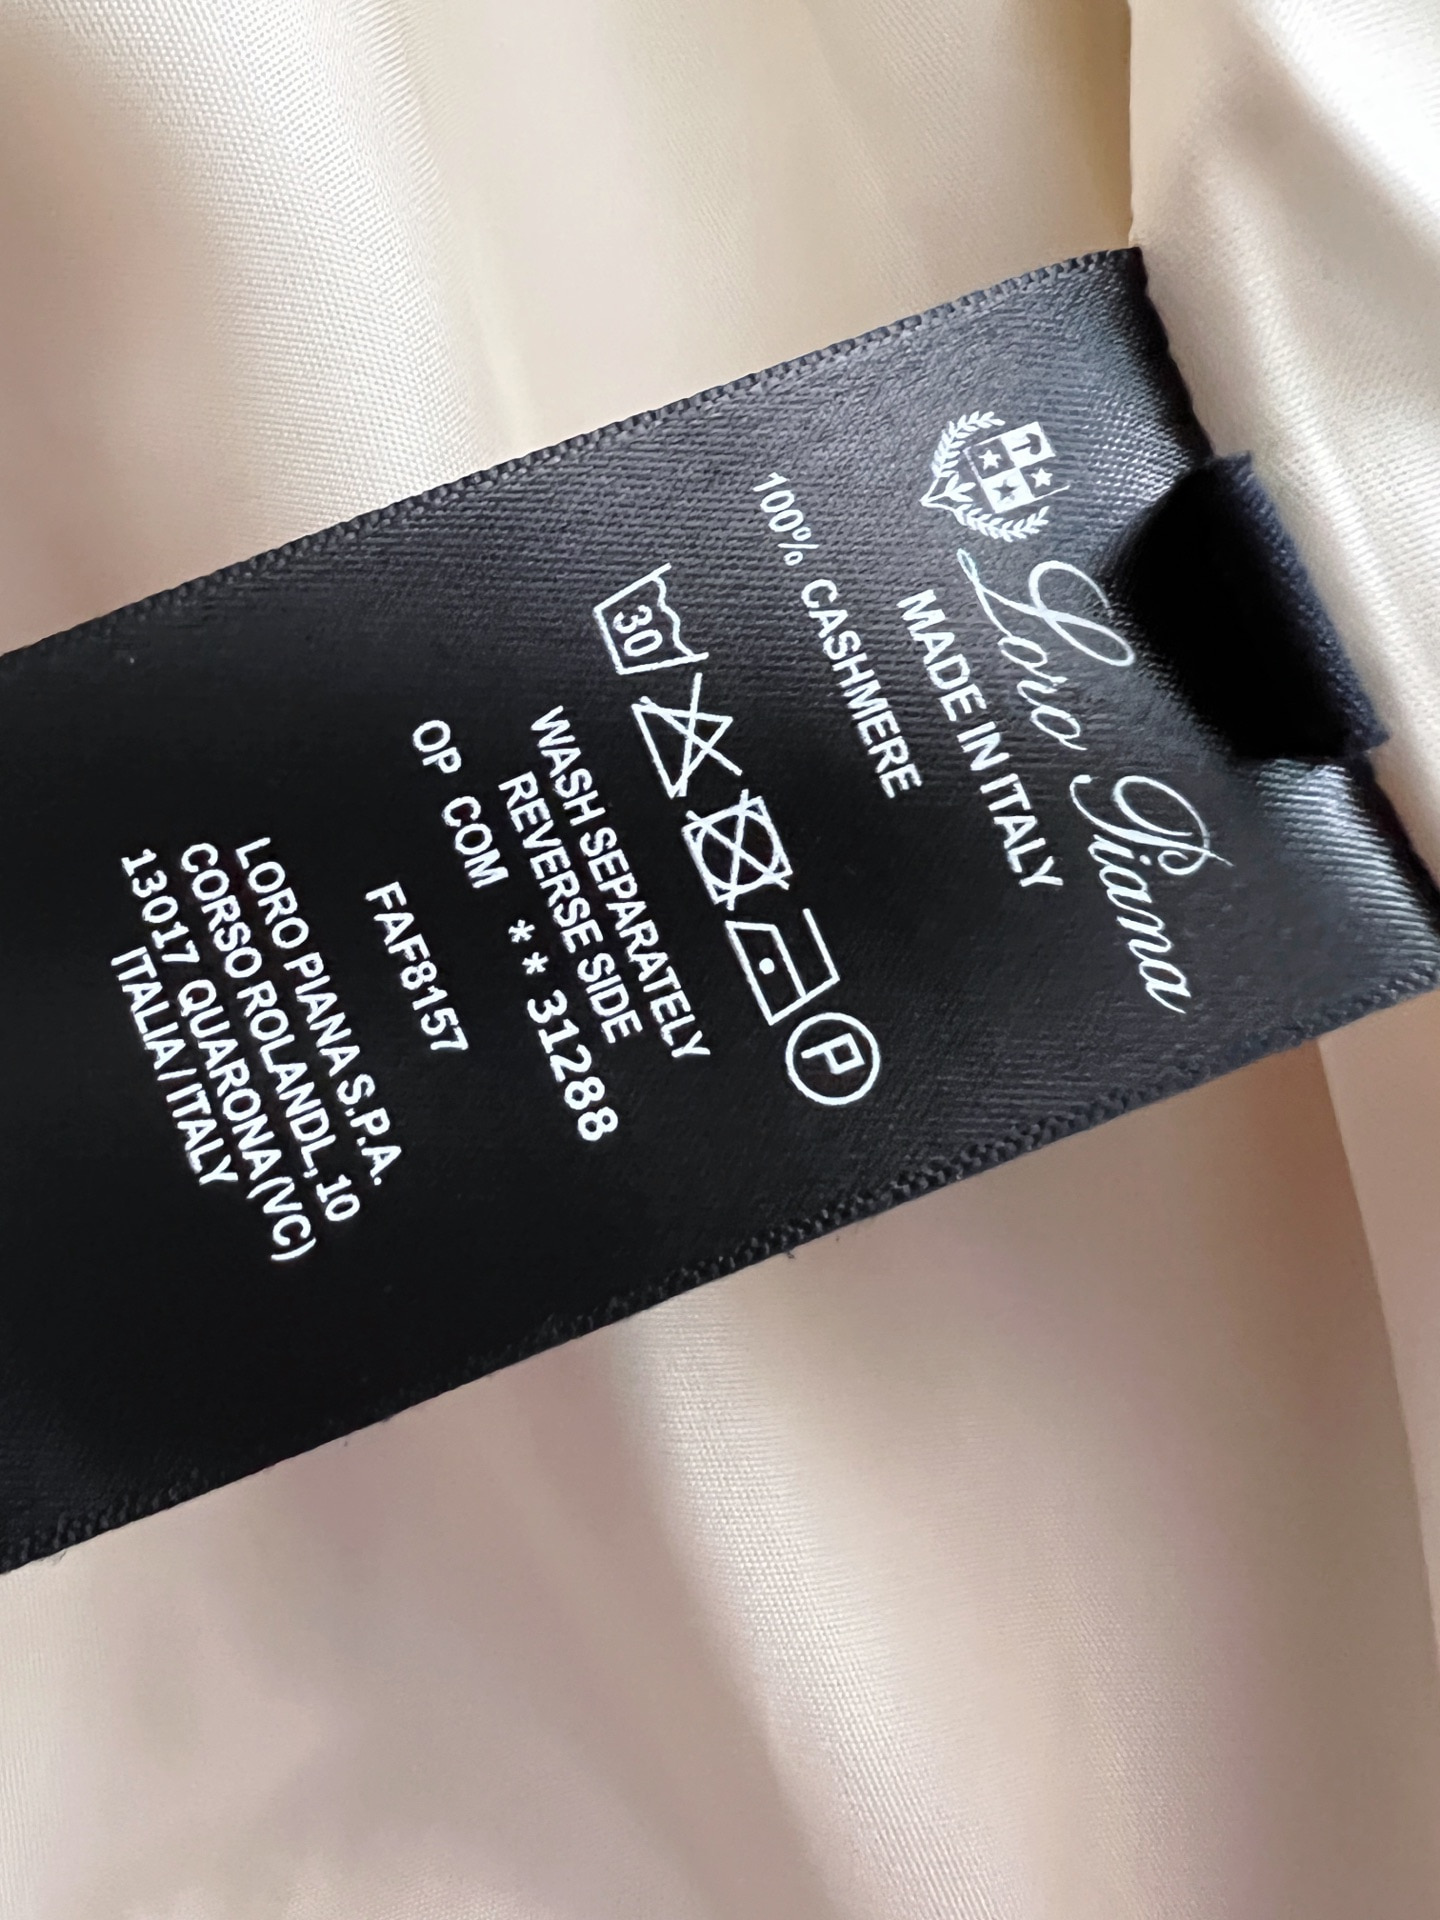 Loro Piana
MADE IN ITALY
100% CASHMERE
30
P
WASH SEPARATELY
REVERSE SIDE
OP COM **31288
FAF8157
LORO PIANA S.P.A.
CORSO ROLANDI, 10
13017 QUARONA (VC)
ITALIA / ITALY